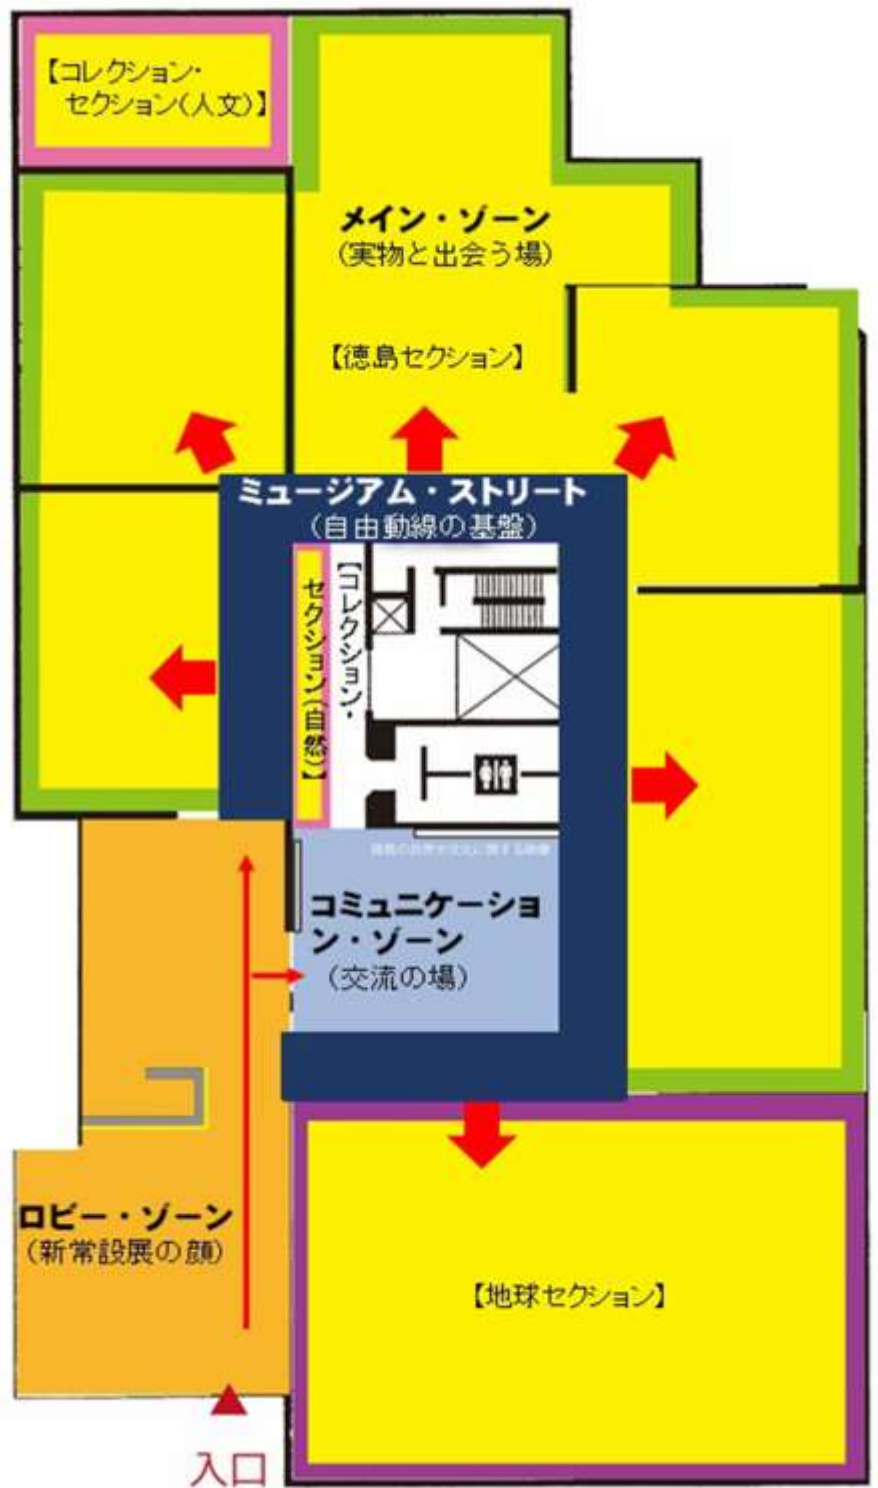 【コレクション・
セクション(人文)】
メイン・ゾーン
(実物と出会う場)
【徳島セクション】
ミュージアム・ストリート
(自由動線の基盤)
【コレクション・
セクション(自然)】
コミュニケーショ
ン・ゾーン
(交流の場)
ロビー・ゾーン
(新常設展の顔)
【地球セクション】
入口